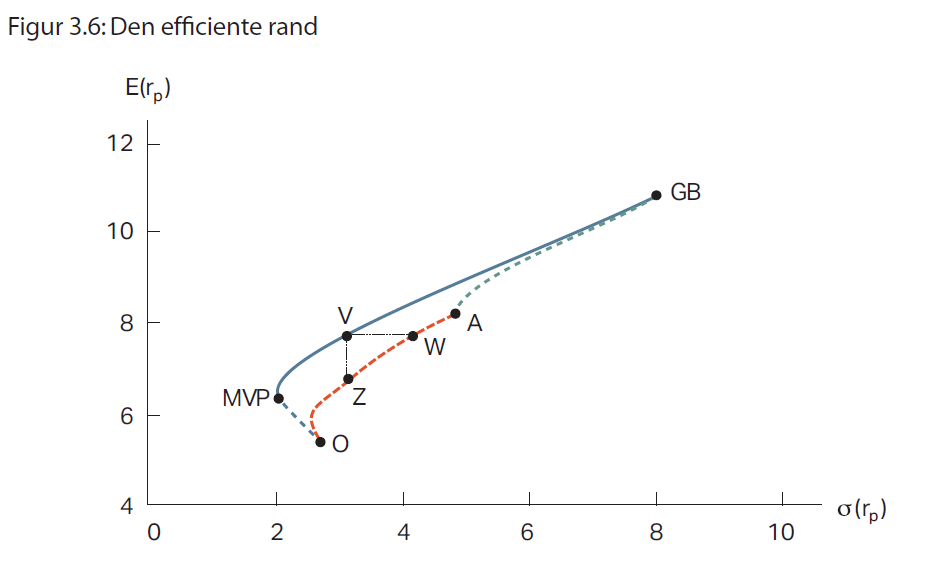 Figur 3.6: Den efficiente rand
E(rp)
12
GB
10
V
8
A
W
MVP
Z
6
O
4
σ(rp)
0 2 4 6 8 10